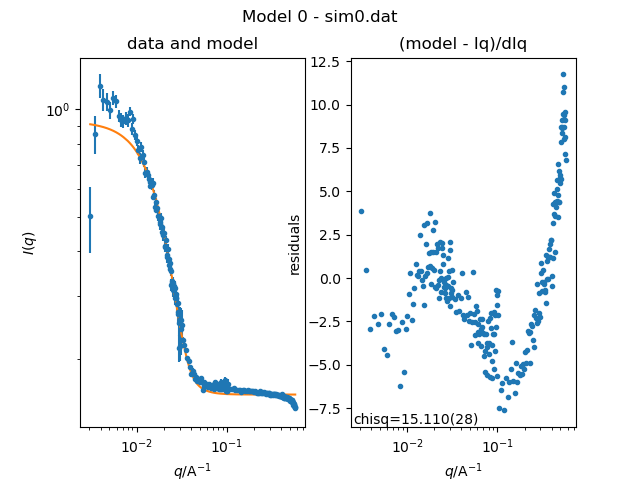 Model 0 - sim0.dat
data and model
(model - Iq)/dIq
10⁰
I(q)
10⁻²
10⁻¹
q/A⁻¹
12.5
10.0
7.5
5.0
2.5
0.0
−2.5
−5.0
−7.5
residuals
chisq=15.110(28)
10⁻²
10⁻¹
q/A⁻¹